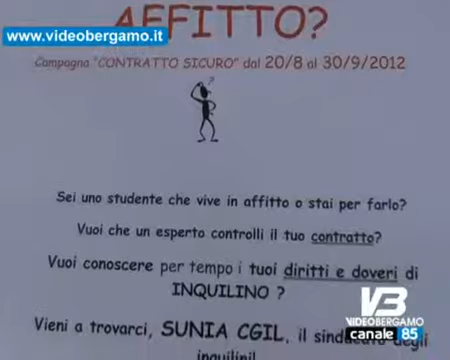 AFFITTO?
www.videobergamo.it
Campagna "CONTRATTO SICURO" dal 20/8 al 30/9/2012
?
Sei uno studente che vive in affitto o stai per farlo?
Vuoi che un esperto controlli il tuo contratto?
Vuoi conoscere per tempo i tuoi diritti e doveri di
INQUILINO ?
Vieni a trovarci, SUNIA CGIL, il sindacato degli
inquilini!
VB
VIDEOBERGAMO
canale 85